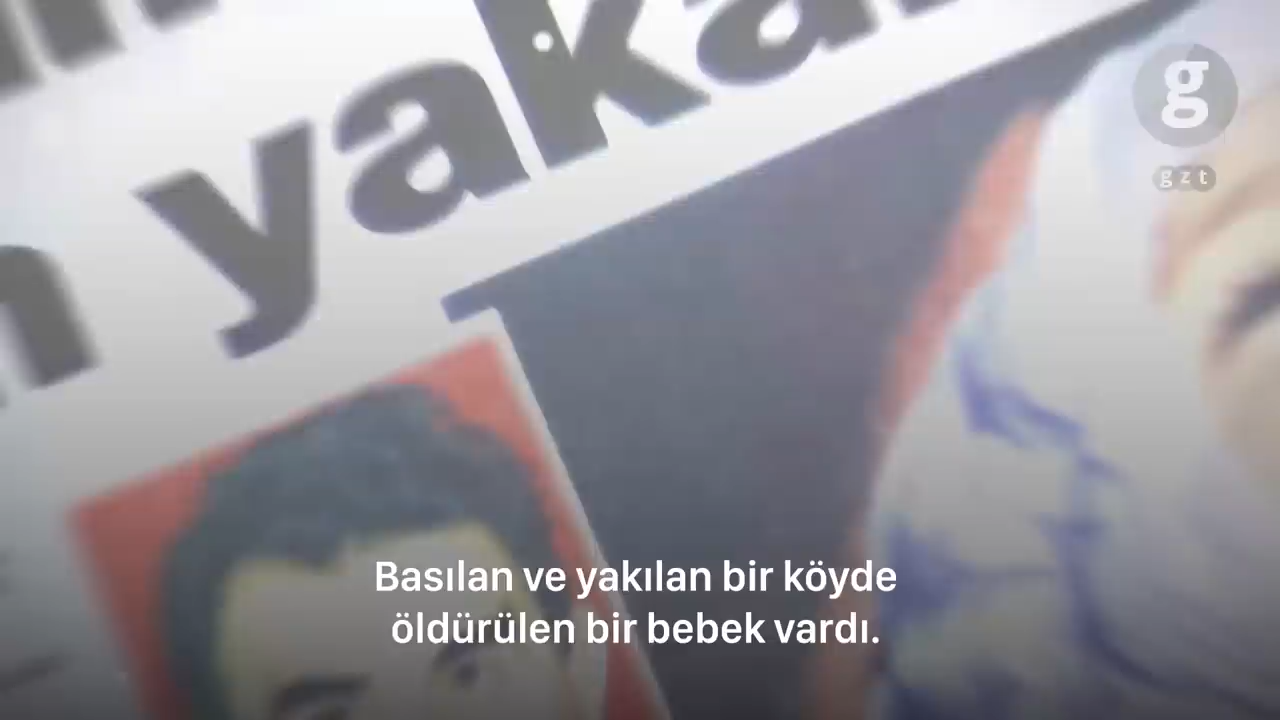 yaka
g
gzt
Basılan ve yakılan bir köyde
öldürülen bir bebek vardı.